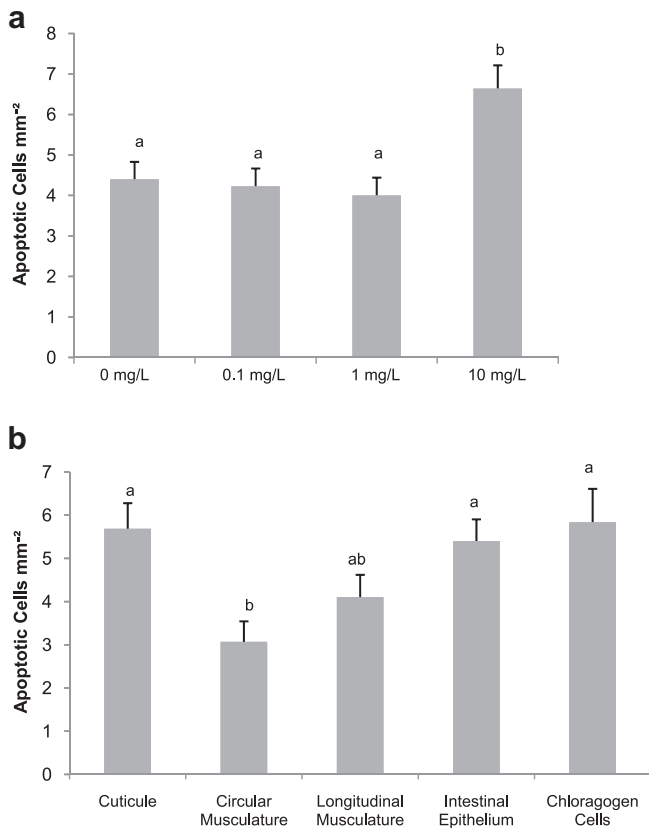 a
Apoptotic Cells mm⁻²
8
7
6
5
4
3
2
1
0
a
a
a
b
0 mg/L
0.1 mg/L
1 mg/L
10 mg/L
b
Apoptotic Cells mm⁻²
7
6
5
4
3
2
1
0
a
b
ab
a
a
Cuticule
Circular
Musculature
Longitudinal
Musculature
Intestinal
Epithelium
Chloragogen
Cells